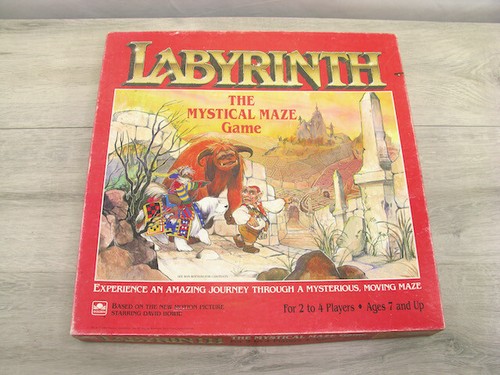 LABYRINTH
THE
MYSTICAL MAZE
Game
EXPERIENCE AN AMAZING JOURNEY THROUGH A MYSTERIOUS, MOVING MAZE
BASED ON THE NEW MOTION PICTURE
STARRING DAVID BOWIE
For 2 to 4 Players • Ages 7 and Up
LABYRINTH THE MYSTICAL MAZE